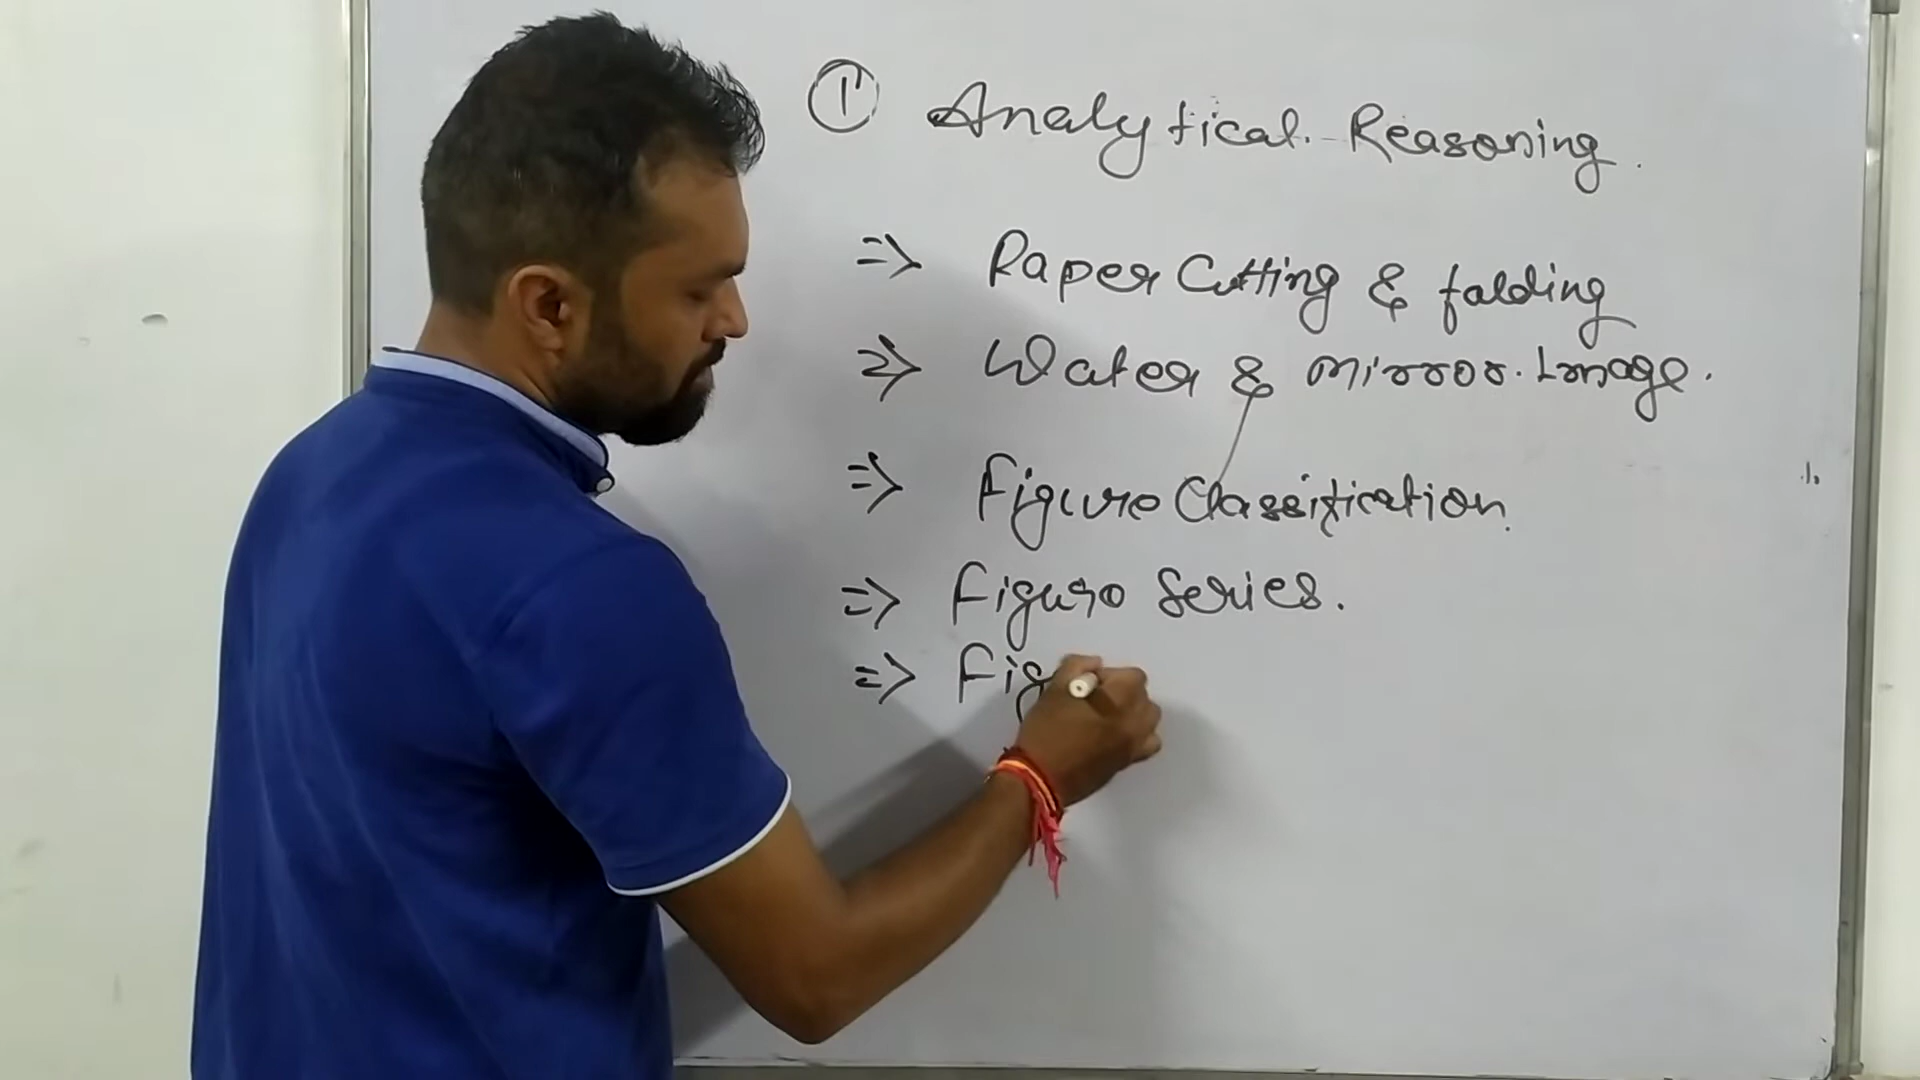 ① Analytical Reasoning.
=> Paper Cutting & folding
=> Water & mirror Image.
=> Figure Classification.
=> Figure Series.
=> Fig